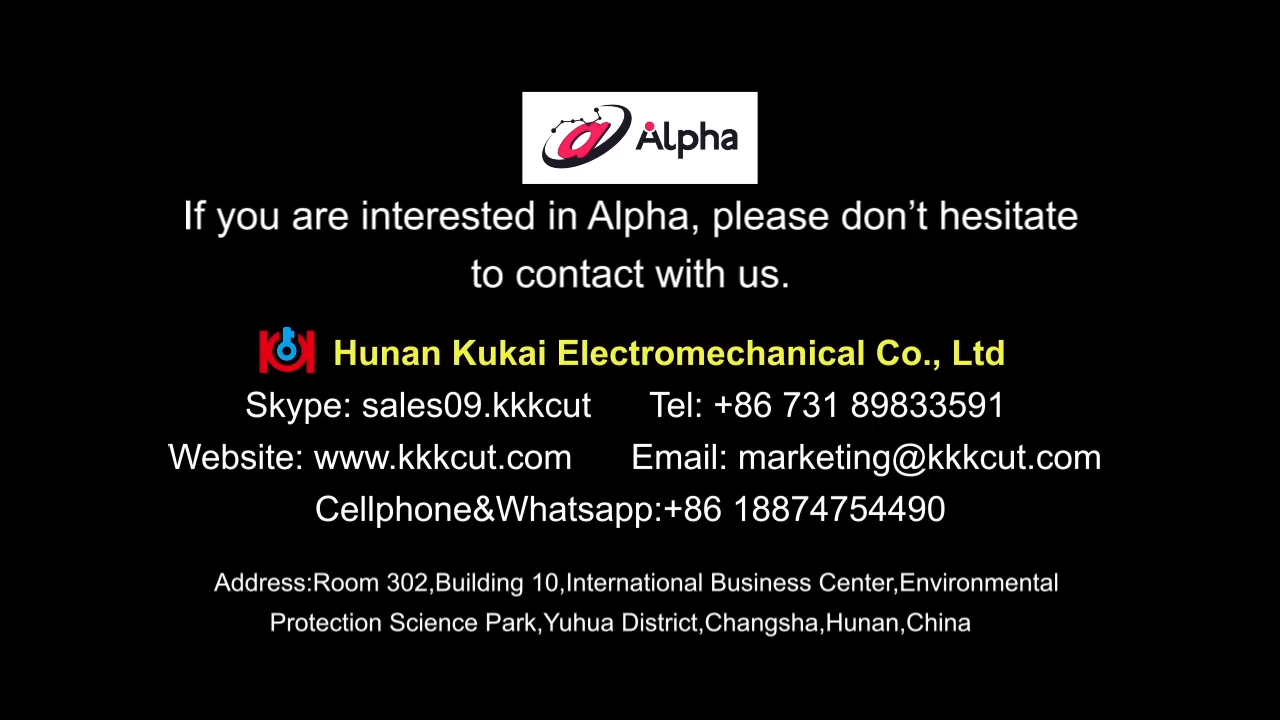 Alpha
If you are interested in Alpha, please don’t hesitate
to contact with us.
Hunan Kukai Electromechanical Co., Ltd
Skype: sales09.kkkcut Tel: +86 731 89833591
Website: www.kkkcut.com Email: marketing@kkkcut.com
Cellphone&Whatsapp:+86 18874754490
Address:Room 302,Building 10,International Business Center,Environmental
Protection Science Park,Yuhua District,Changsha,Hunan,China